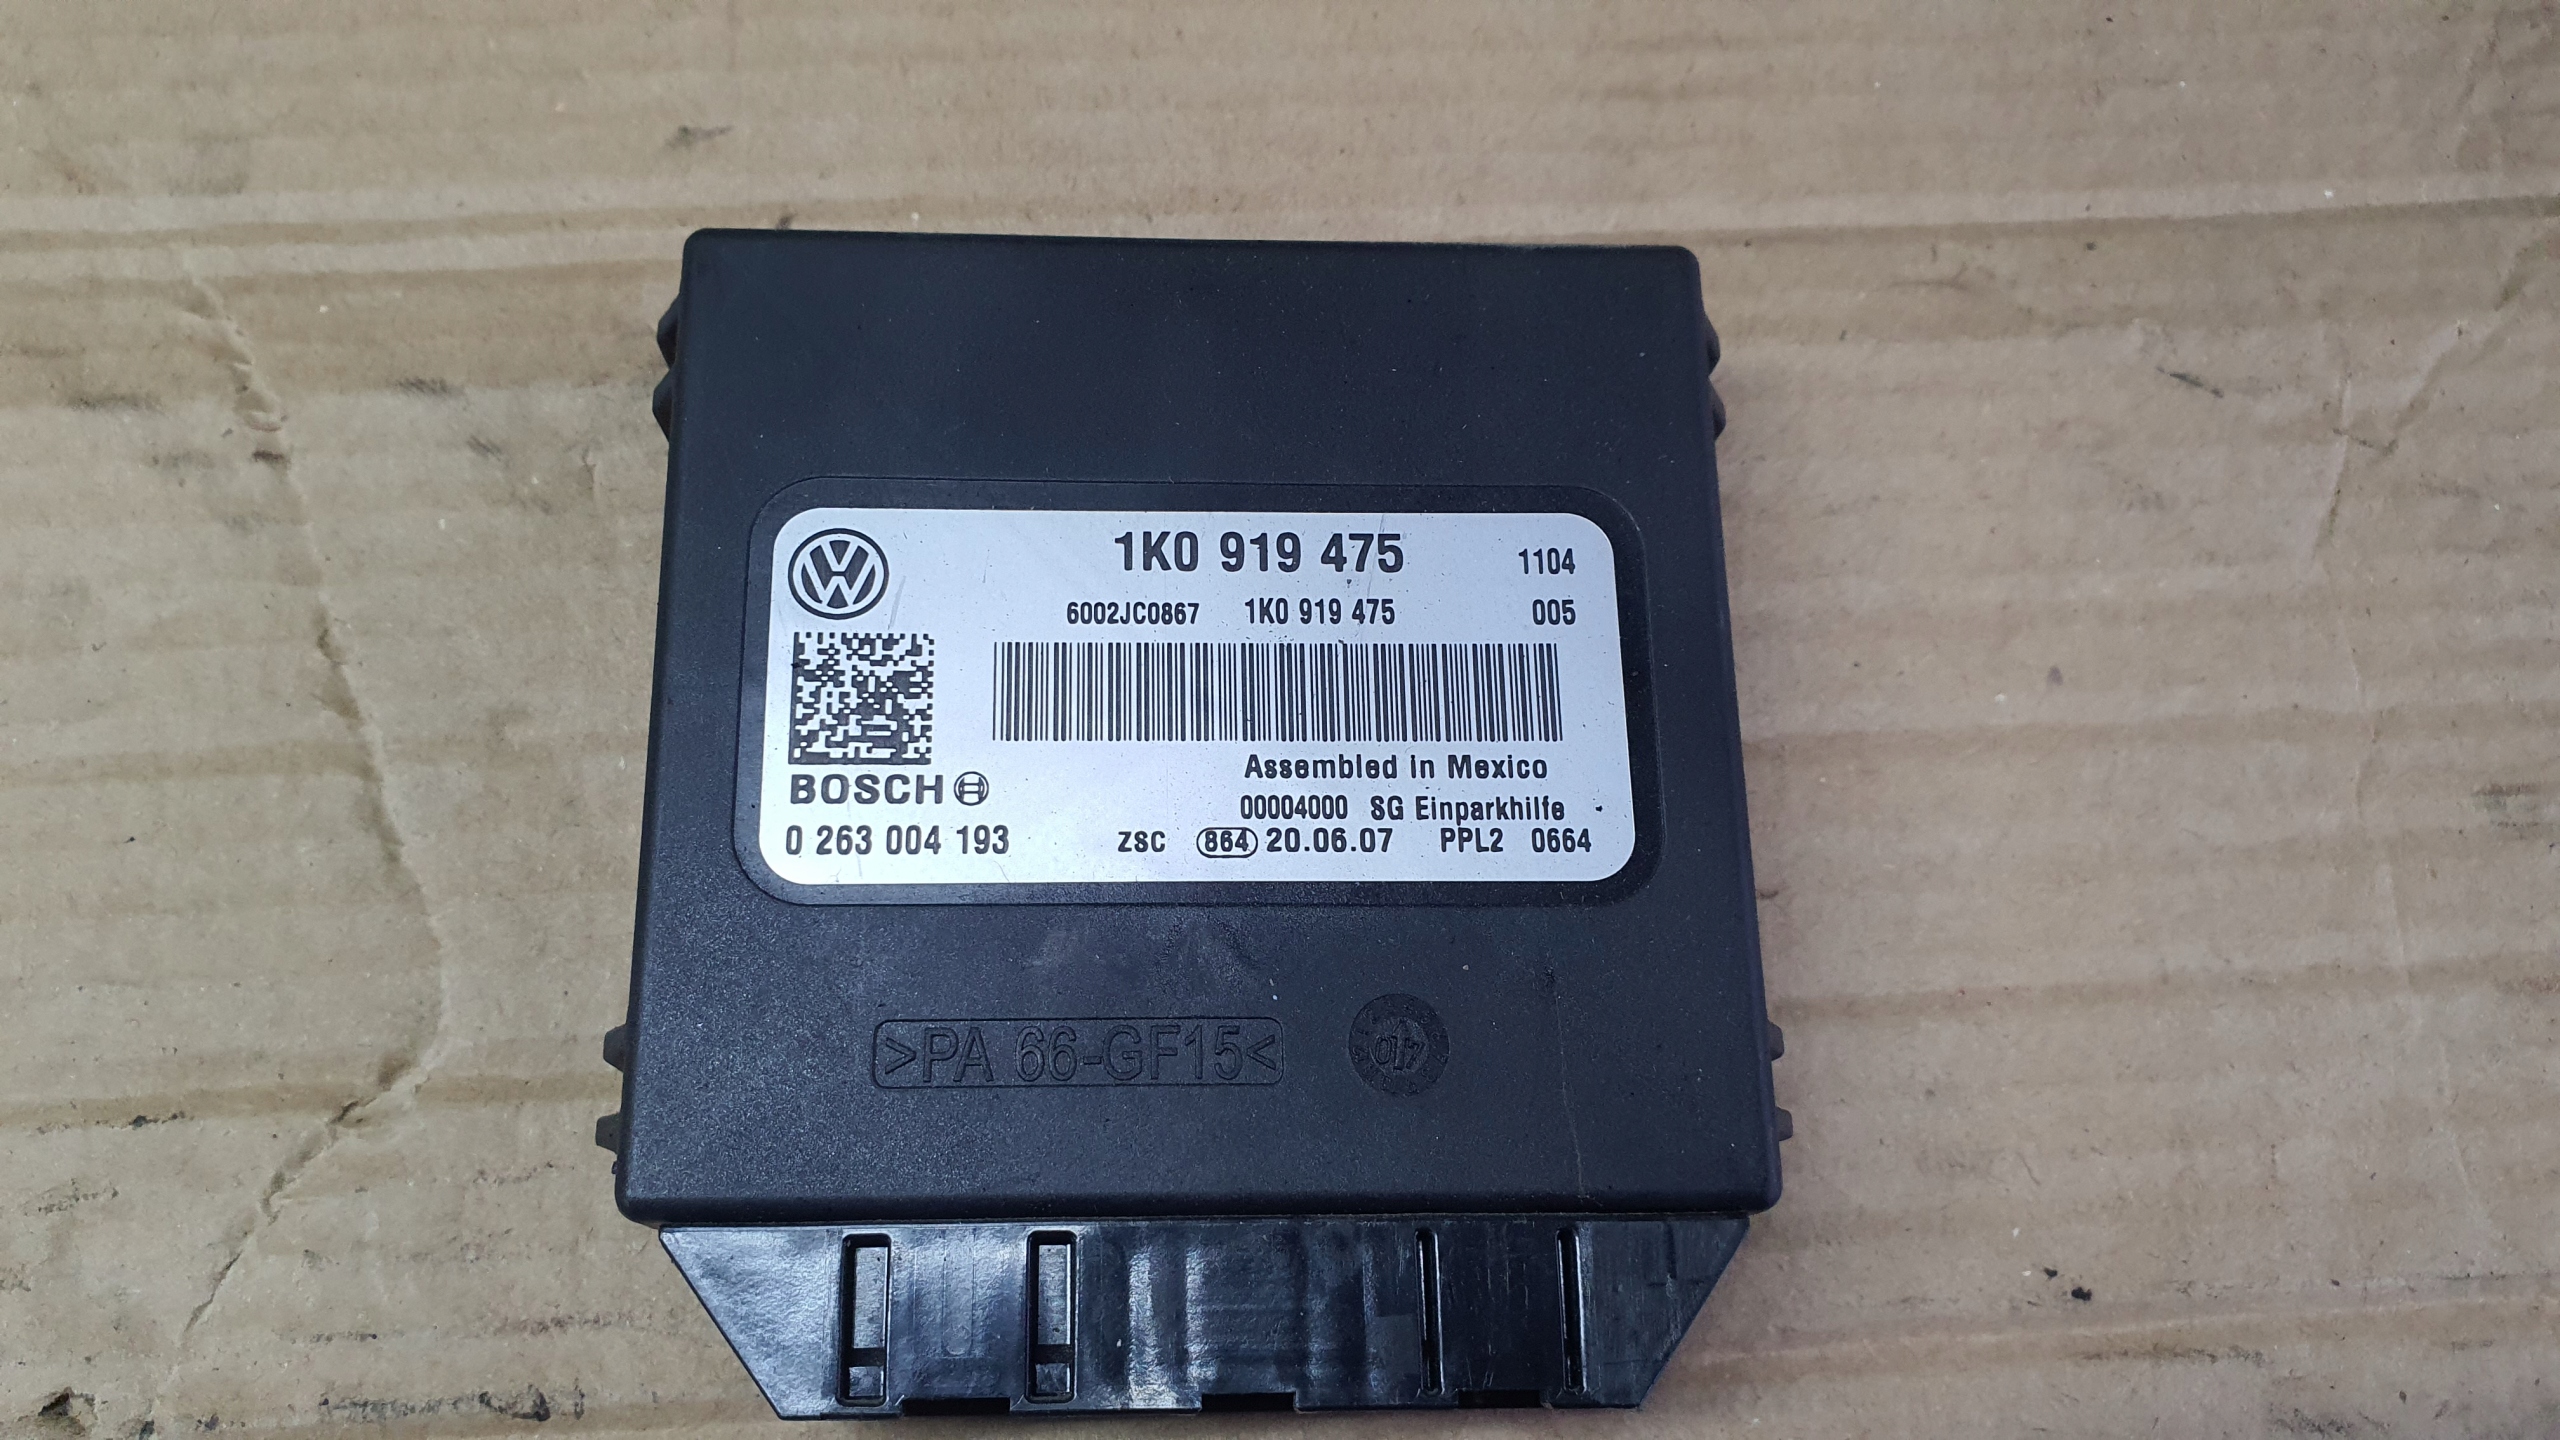 1K0 919 475 1104
6002JC0867 1K0 919 475 005
Assembled in Mexico
BOSCH
00004000 SG Einparkhilfe
0 263 004 193 ZSC 864 20.06.07 PPL2 0664
>PA 66-GF15<